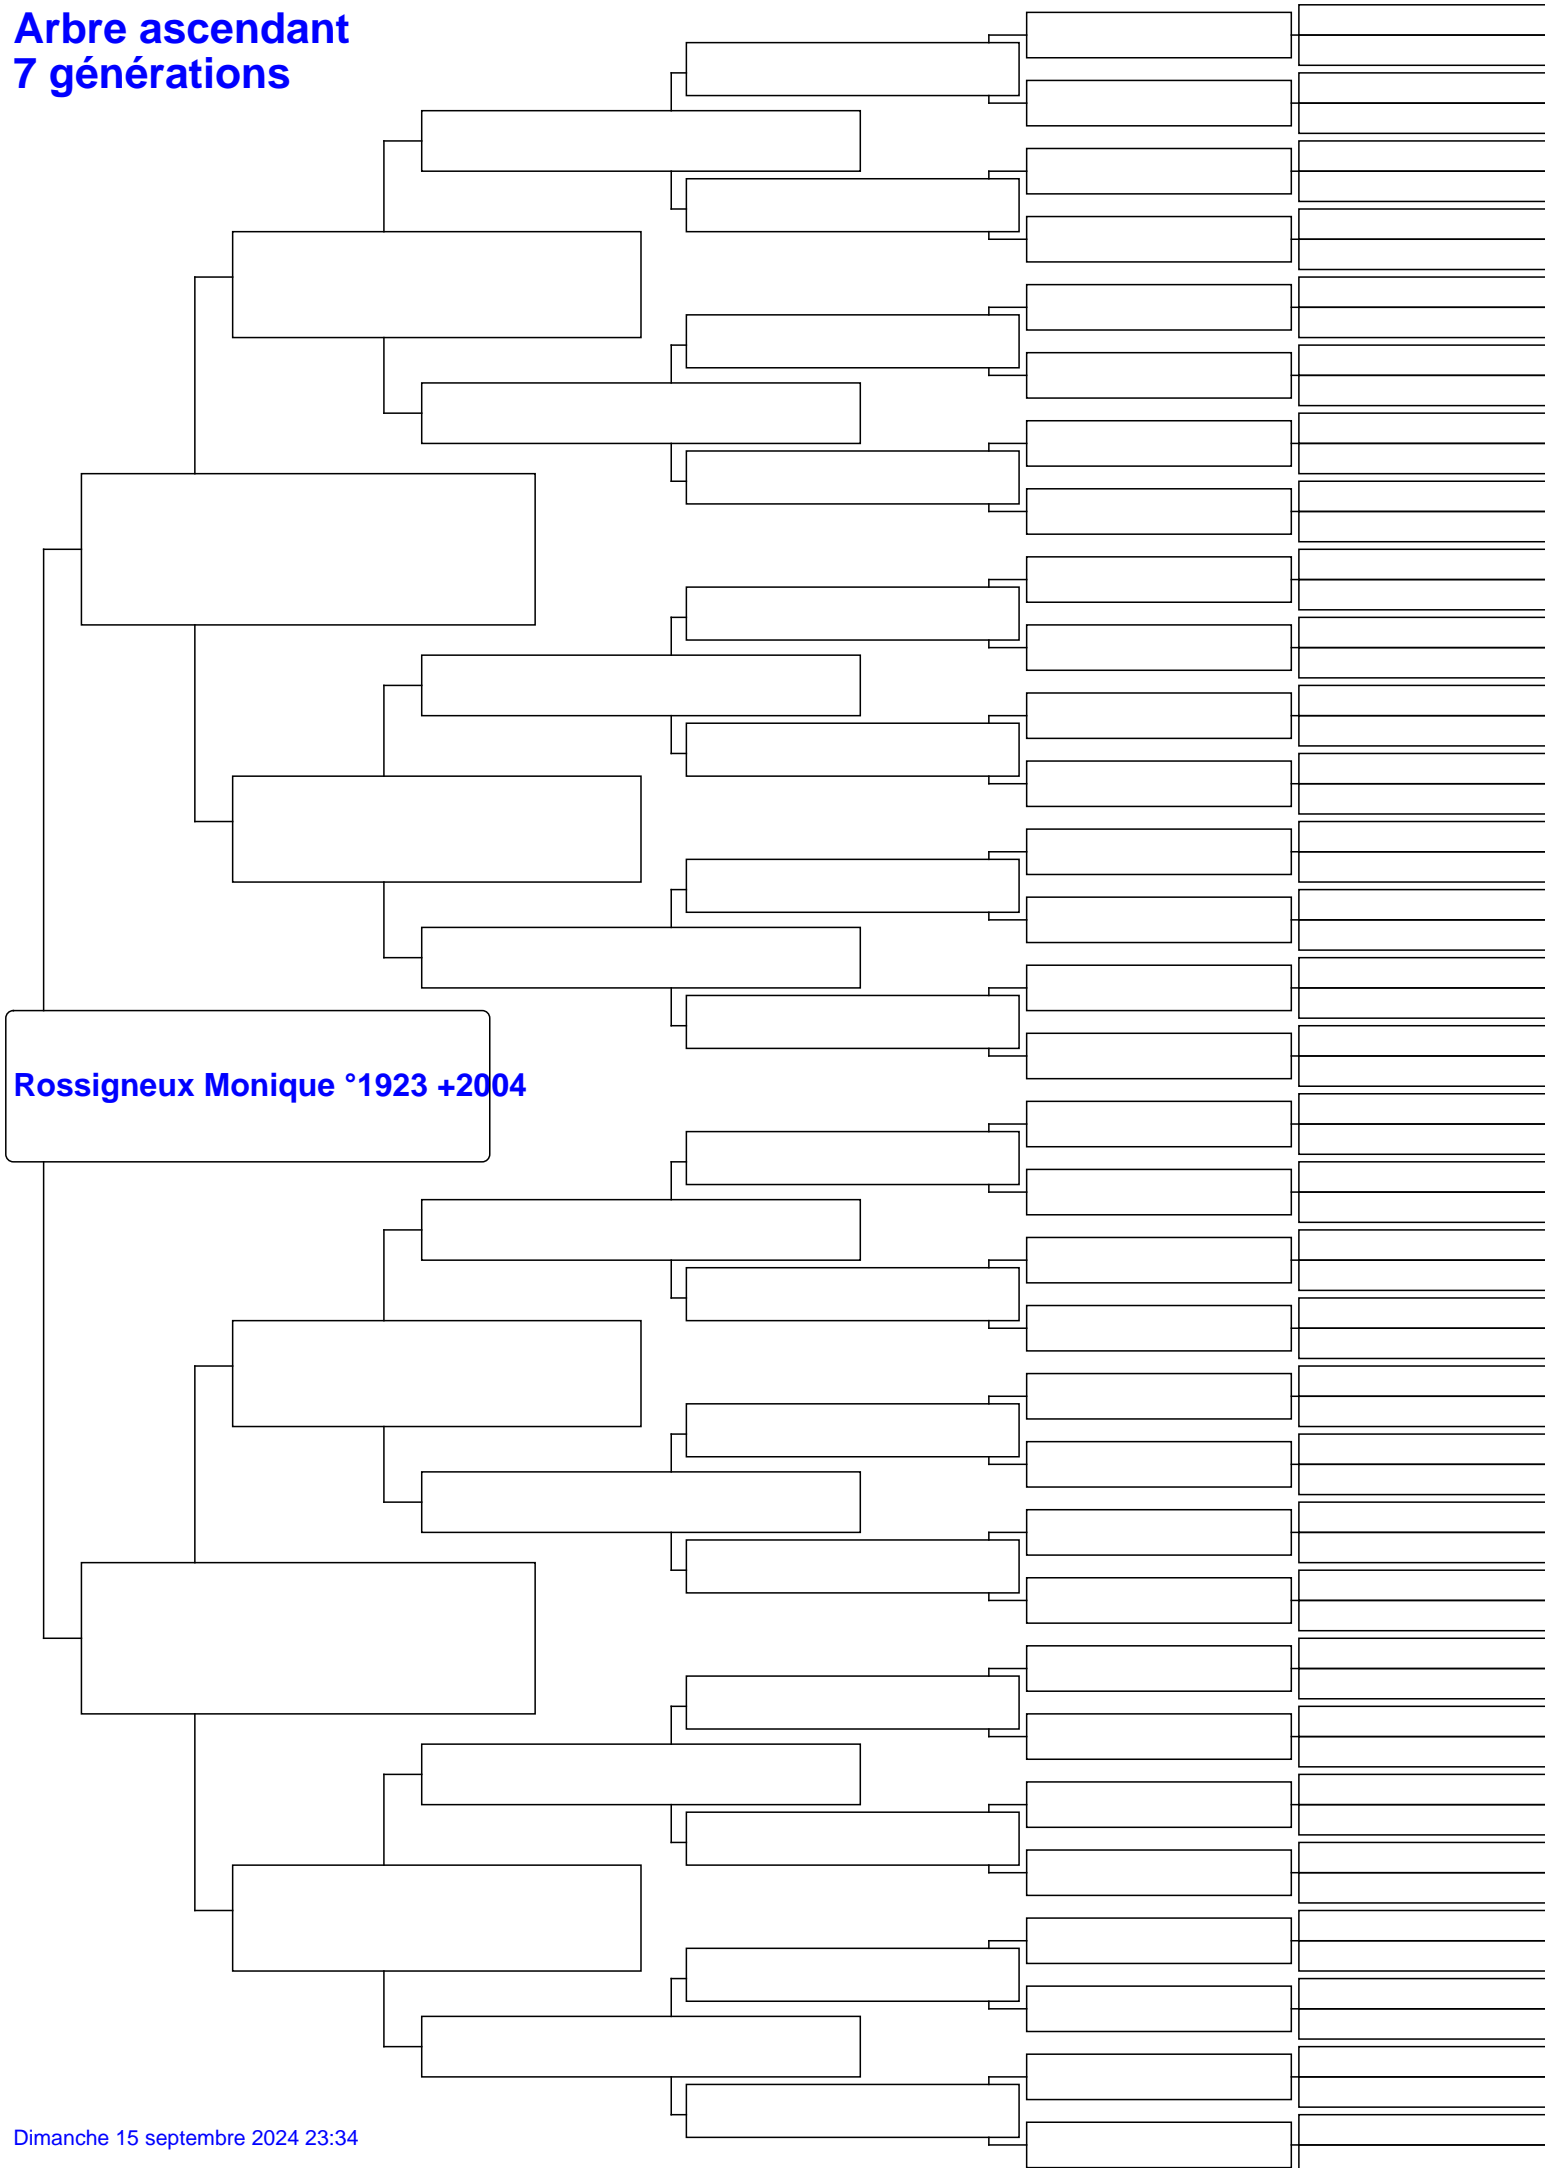 Arbre ascendant
7 générations
Rossigneux Monique °1923 +2004
Dimanche 15 septembre 2024 23:34